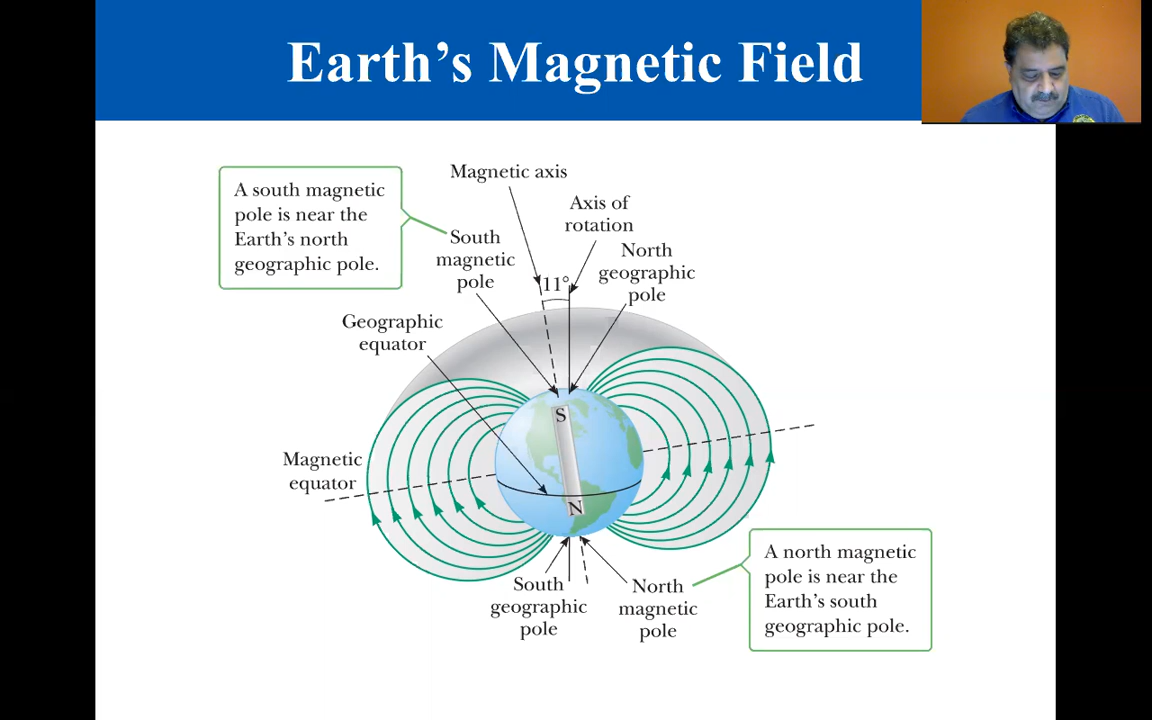 Earth's Magnetic Field
Magnetic axis
A south magnetic
pole is near the
Earth's north
geographic pole.
Axis of
rotation
South
magnetic
pole
North
geographic
pole
11°
Geographic
equator
S
Magnetic
equator
N
A north magnetic
pole is near the
Earth's south
geographic pole.
South
geographic
pole
North
magnetic
pole